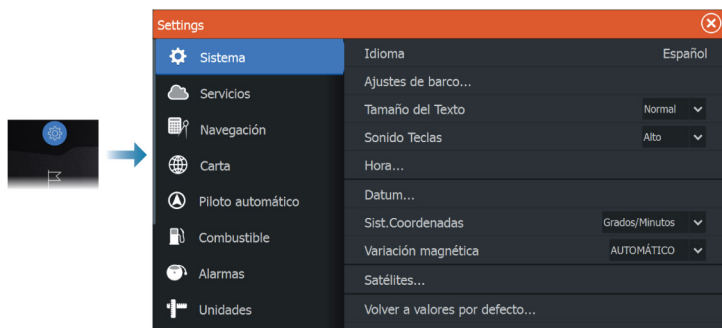 Settings
Sistema
Servicios
Navegación
Carta
Piloto automático
Combustible
Alarmas
Unidades
Idioma Español
Ajustes de barco...
Tamaño del Texto Normal
Sonido Teclas Alto
Hora...
Datum...
Sist.Coordenadas Grados/Minutos
Variación magnética AUTOMÁTICO
Satélites...
Volver a valores por defecto...